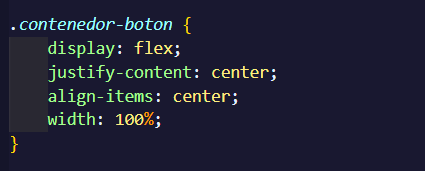 .contenedor-boton {
    display: flex;
    justify-content: center;
    align-items: center;
    width: 100%;
}